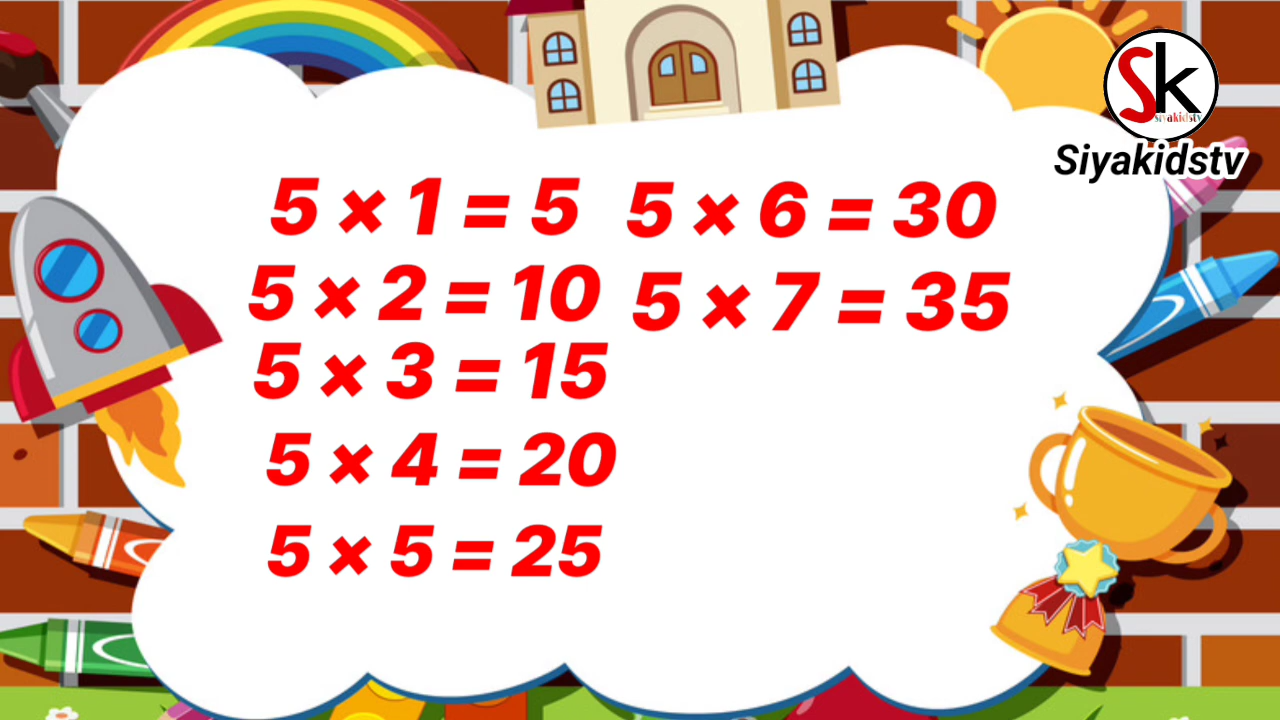 5 × 1 = 5
5 × 2 = 10
5 × 3 = 15
5 × 4 = 20
5 × 5 = 25
5 × 6 = 30
5 × 7 = 35
Sk
siyakidstv
Siyakidstv